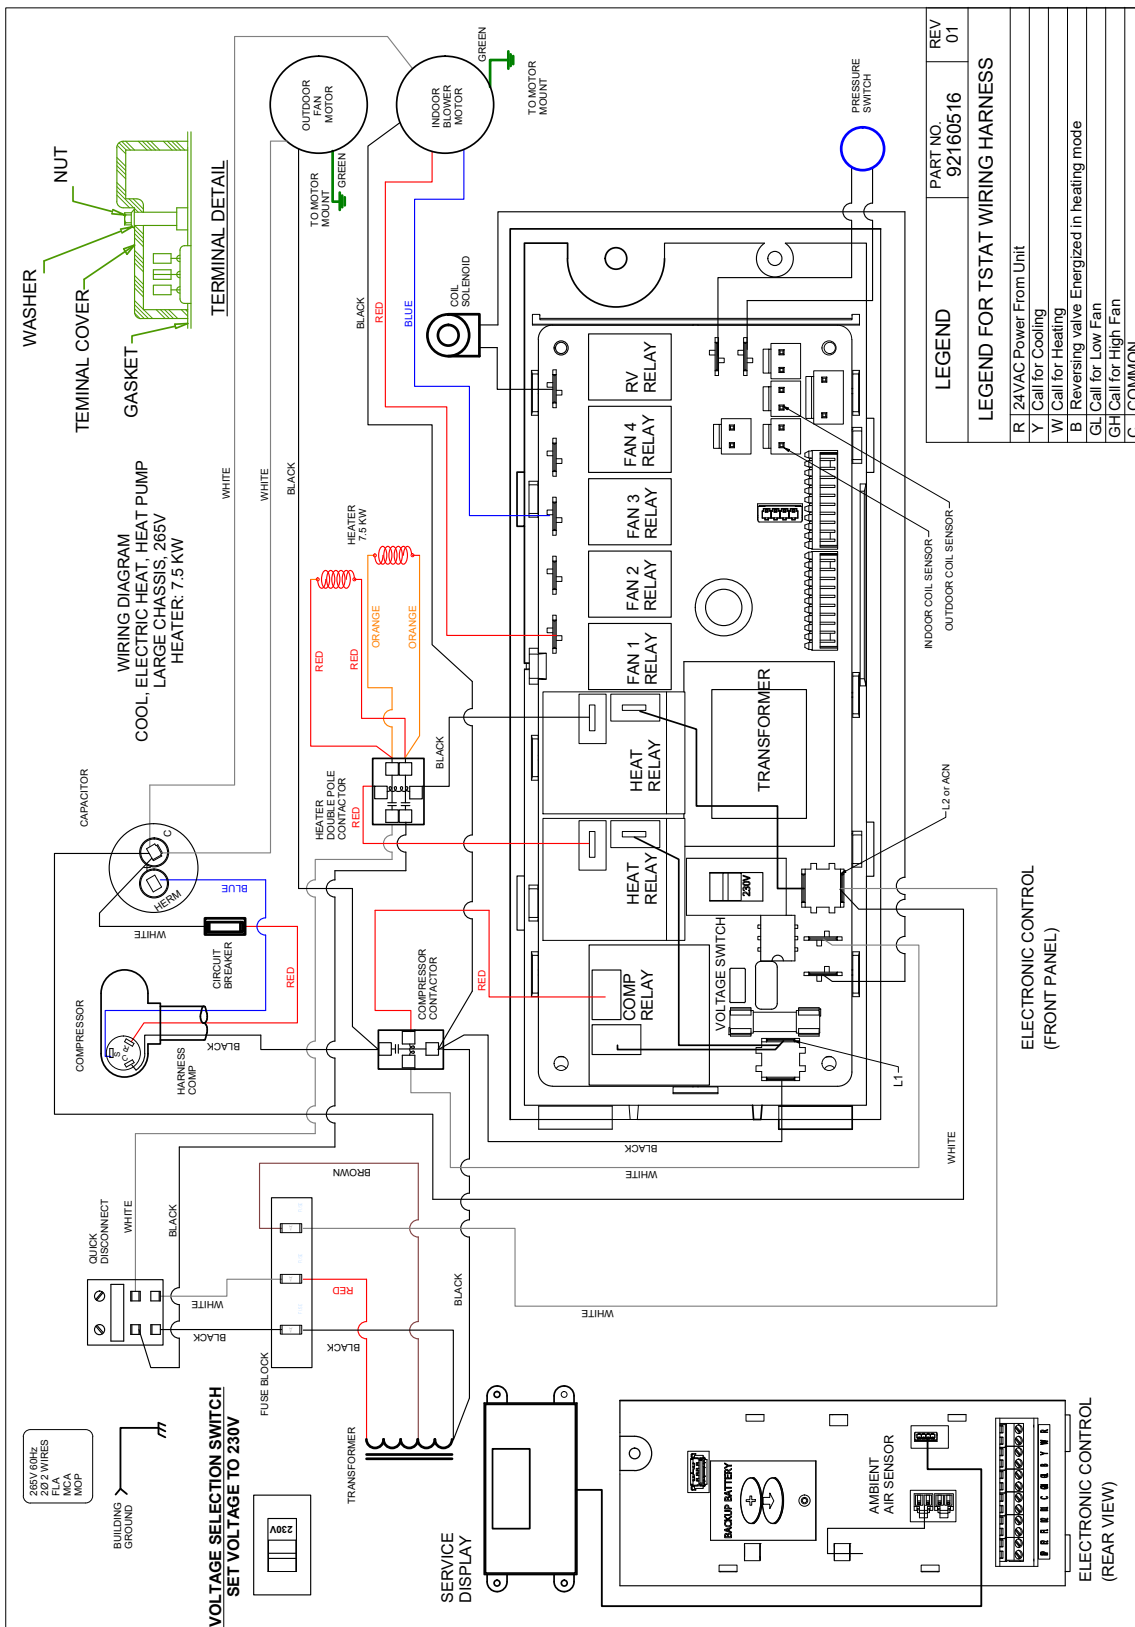 WIRING DIAGRAM
COOL, ELECTRIC HEAT, HEAT PUMP
LARGE CHASSIS, 265V
HEATER: 7.5 KW
WASHER
NUT
TEMINAL COVER
GASKET
TERMINAL DETAIL
265V 60Hz
2Ø 2 WIRES
FLA
MCA
MOP
BUILDING
GROUND
VOLTAGE SELECTION SWITCH
SET VOLTAGE TO 230V
230V
QUICK
DISCONNECT
WHITE
BLACK
WHITE
BLACK
FUSE BLOCK
BROWN
RED
BLACK
TRANSFORMER
BLACK
COMPRESSOR
S
C
R
HARNESS
COMP
BLACK
CIRCUIT
BREAKER
RED
BLUE
WHITE
CAPACITOR
HERM
C
WHITE
WHITE
BLACK
OUTDOOR
FAN
MOTOR
TO MOTOR
MOUNT
GREEN
INDOOR
BLOWER
MOTOR
GREEN
TO MOTOR
MOUNT
BLACK
RED
BLUE
COIL
SOLENOID
HEATER
7.5 KW
RED
RED
ORANGE
ORANGE
HEATER
DOUBLE POLE
CONTACTOR
RED
BLACK
COMPRESSOR
CONTACTOR
RED
BLACK
WHITE
WHITE
WHITE
COMP
RELAY
HEAT
RELAY
HEAT
RELAY
FAN 1
RELAY
FAN 2
RELAY
FAN 3
RELAY
FAN 4
RELAY
RV
RELAY
VOLTAGE SWITCH
230V
TRANSFORMER
L1
L2 or ACN
INDOOR COIL SENSOR
OUTDOOR COIL SENSOR
PRESSURE
SWITCH
ELECTRONIC CONTROL
(FRONT PANEL)
SERVICE
DISPLAY
BACKUP BATTERY
AMBIENT
AIR SENSOR
ELECTRONIC CONTROL
(REAR VIEW)
LEGEND
PART NO.
92160516
REV
01
LEGEND FOR TSTAT WIRING HARNESS
R 24VAC Power From Unit
Y Call for Cooling
W Call for Heating
B Reversing valve Energized in heating mode
GL Call for Low Fan
GH Call for High Fan
C COMMON